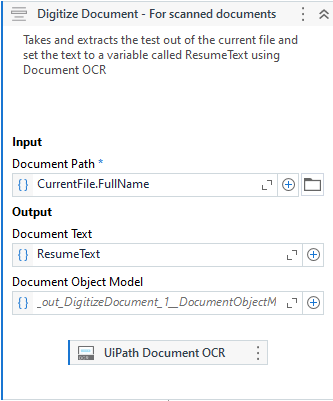 Digitize Document - For scanned documents
Takes and extracts the test out of the current file and
set the text to a variable called ResumeText using
Document OCR
Input
Document Path *
{ } CurrentFile.FullName
Output
Document Text
{ } ResumeText
Document Object Model
{ } _out_DigitizeDocument_1__DocumentObjectM
UiPath Document OCR